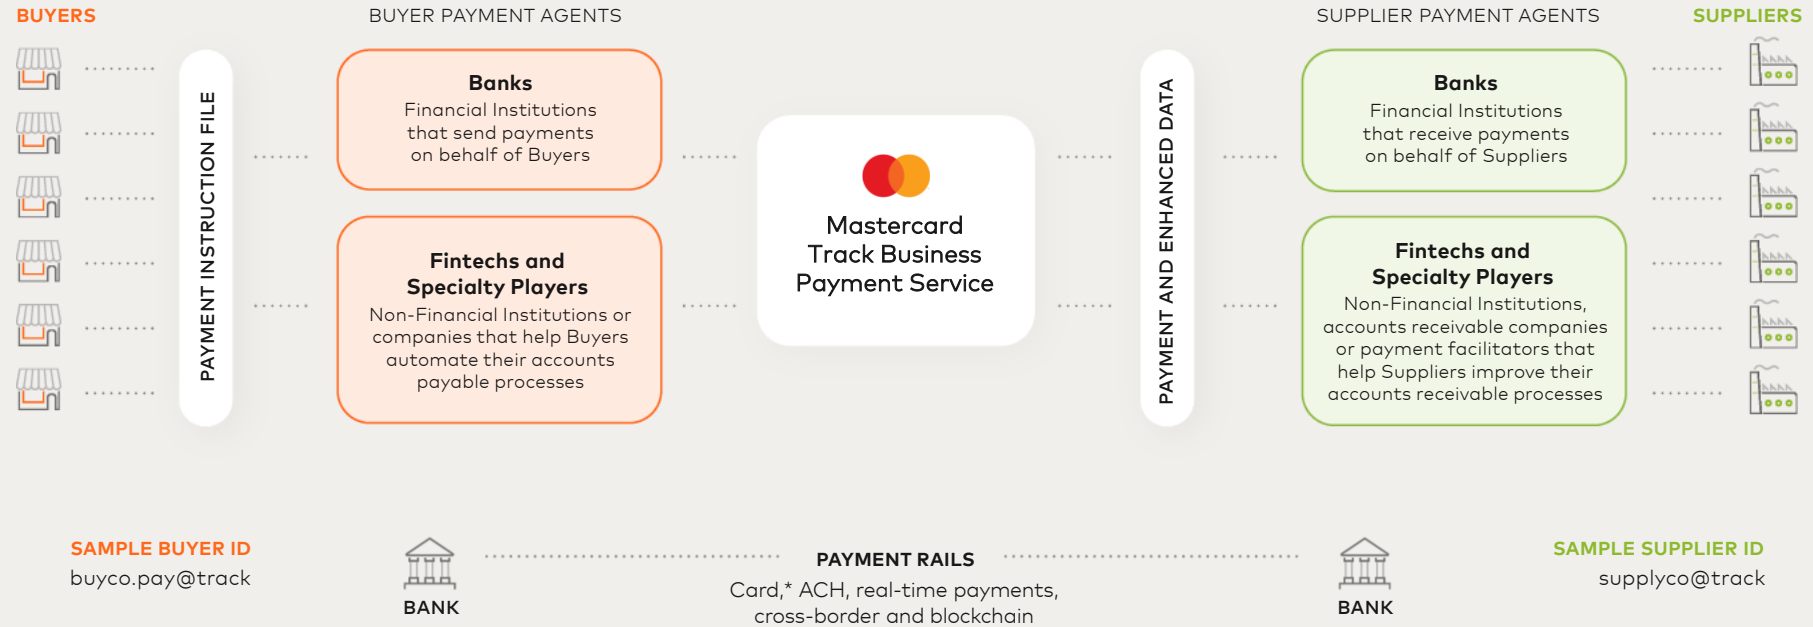 BUYERS
BUYER PAYMENT AGENTS
SUPPLIER PAYMENT AGENTS
SUPPLIERS
PAYMENT INSTRUCTION FILE
Banks
Financial Institutions
that send payments
on behalf of Buyers
Fintechs and
Specialty Players
Non-Financial Institutions or
companies that help Buyers
automate their accounts
payable processes
Mastercard
Track Business
Payment Service
PAYMENT AND ENHANCED DATA
Banks
Financial Institutions
that receive payments
on behalf of Suppliers
Fintechs and
Specialty Players
Non-Financial Institutions,
accounts receivable companies
or payment facilitators that
help Suppliers improve their
accounts receivable processes
SAMPLE BUYER ID
buyco.pay@track
BANK
PAYMENT RAILS
Card,* ACH, real-time payments,
cross-border and blockchain
BANK
SAMPLE SUPPLIER ID
supplyco@track